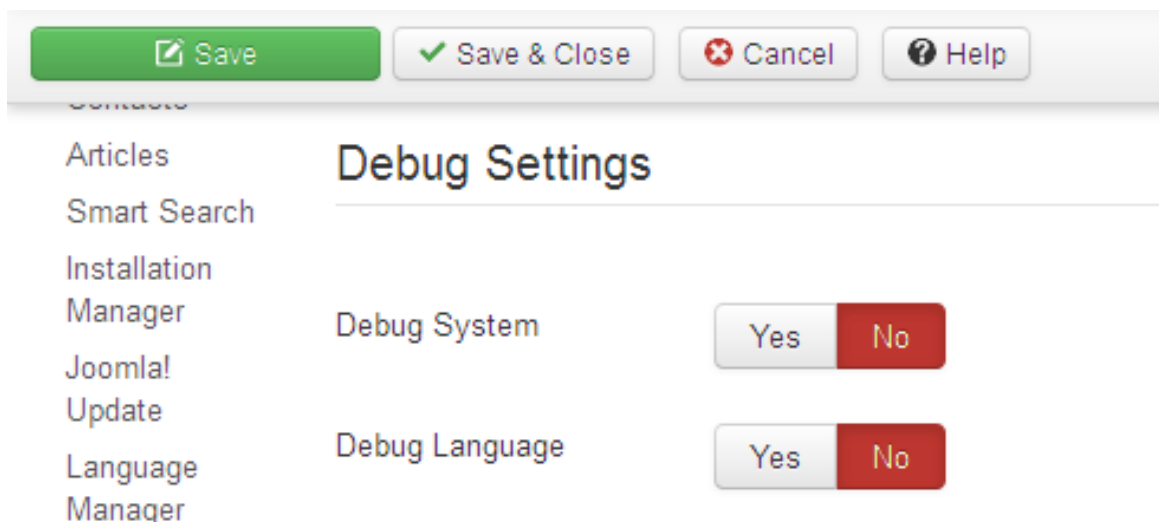 Save
Save & Close
Cancel
Help
Contacts
Articles
Smart Search
Installation
Manager
Joomla!
Update
Language
Manager
Debug Settings
Debug System
Yes
No
Debug Language
Yes
No